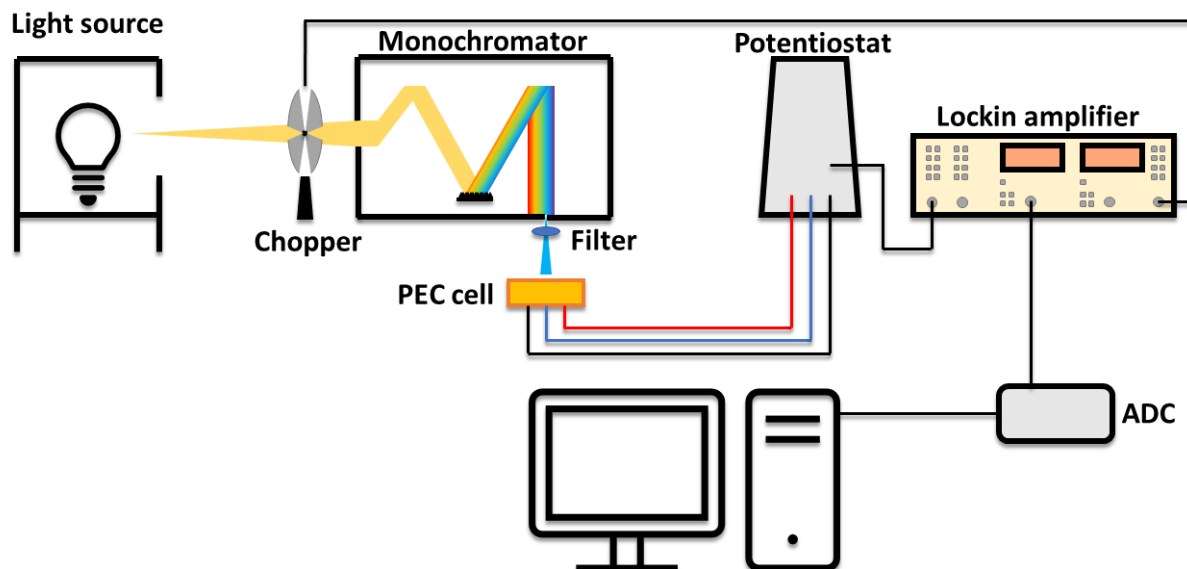 Light source
Monochromator
Potentiostat
Lockin amplifier
Chopper
Filter
PEC cell
ADC